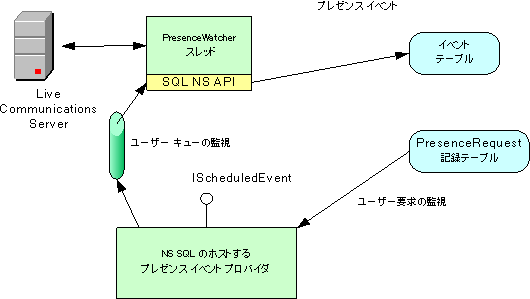 プレゼンス イベント
PresenceWatcher
スレッド
SQL NS API
イベント
テーブル
Live
Communications
Server
ユーザー キューの監視
PresenceRequest
記録テーブル
IScheduledEvent
ユーザー要求の監視
NS SQL のホストする
プレゼンス イベント プロバイダ